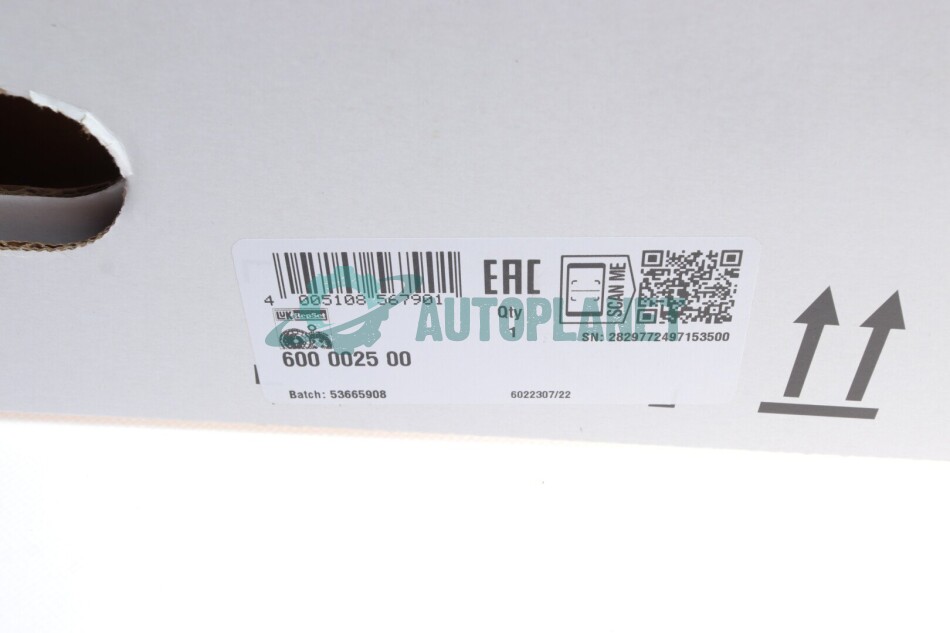 4 005108 567901
EAC
Qty
1
SCAN ME
SN: 2829772497153500
LuK
AUTOPLANET
600 0025 00
Batch: 53665908
6022307/22